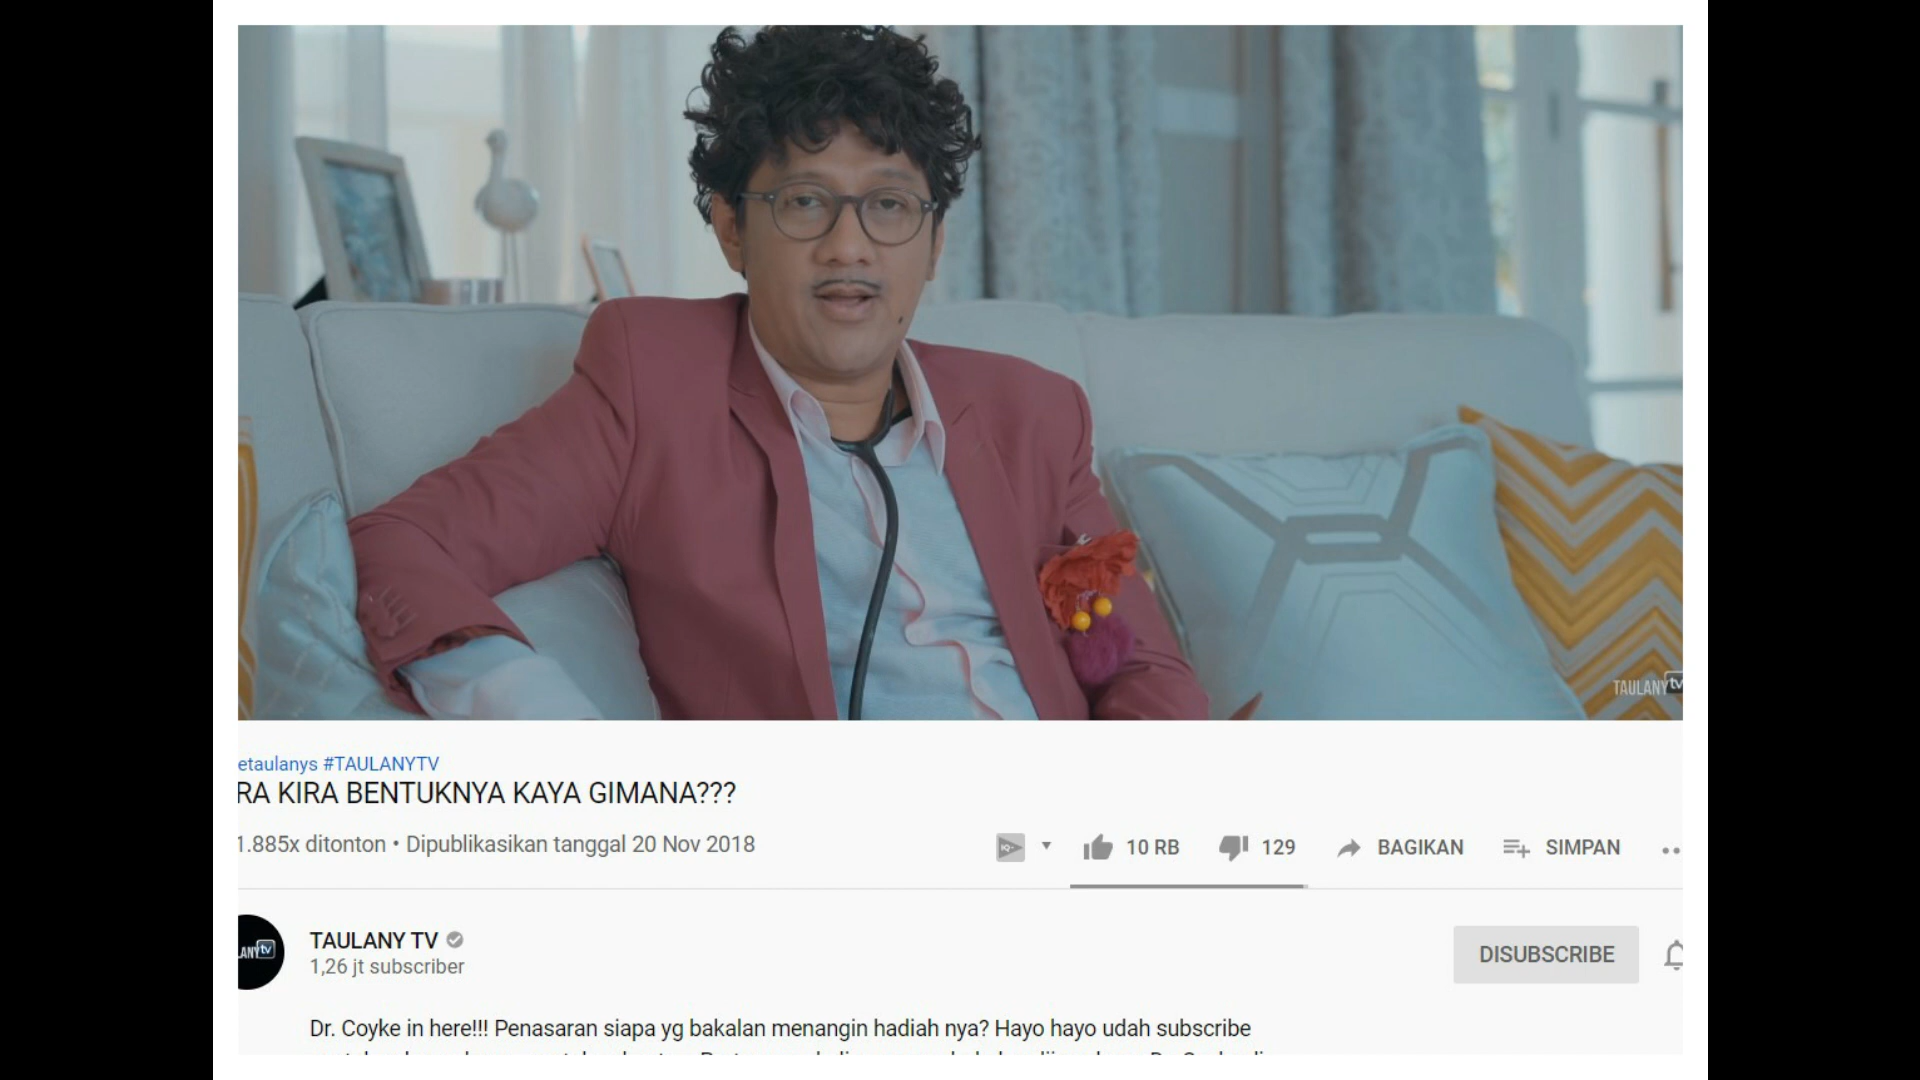 TAULANY tv
etaulanys #TAULANYTV
RA KIRA BENTUKNYA KAYA GIMANA???
1.885x ditonton • Dipublikasikan tanggal 20 Nov 2018
10 RB 129 BAGIKAN SIMPAN
LANY tv
TAULANY TV
1,26 jt subscriber
DISUBSCRIBE
Dr. Coyke in here!!! Penasaran siapa yg bakalan menangin hadiah nya? Hayo hayo udah subscribe